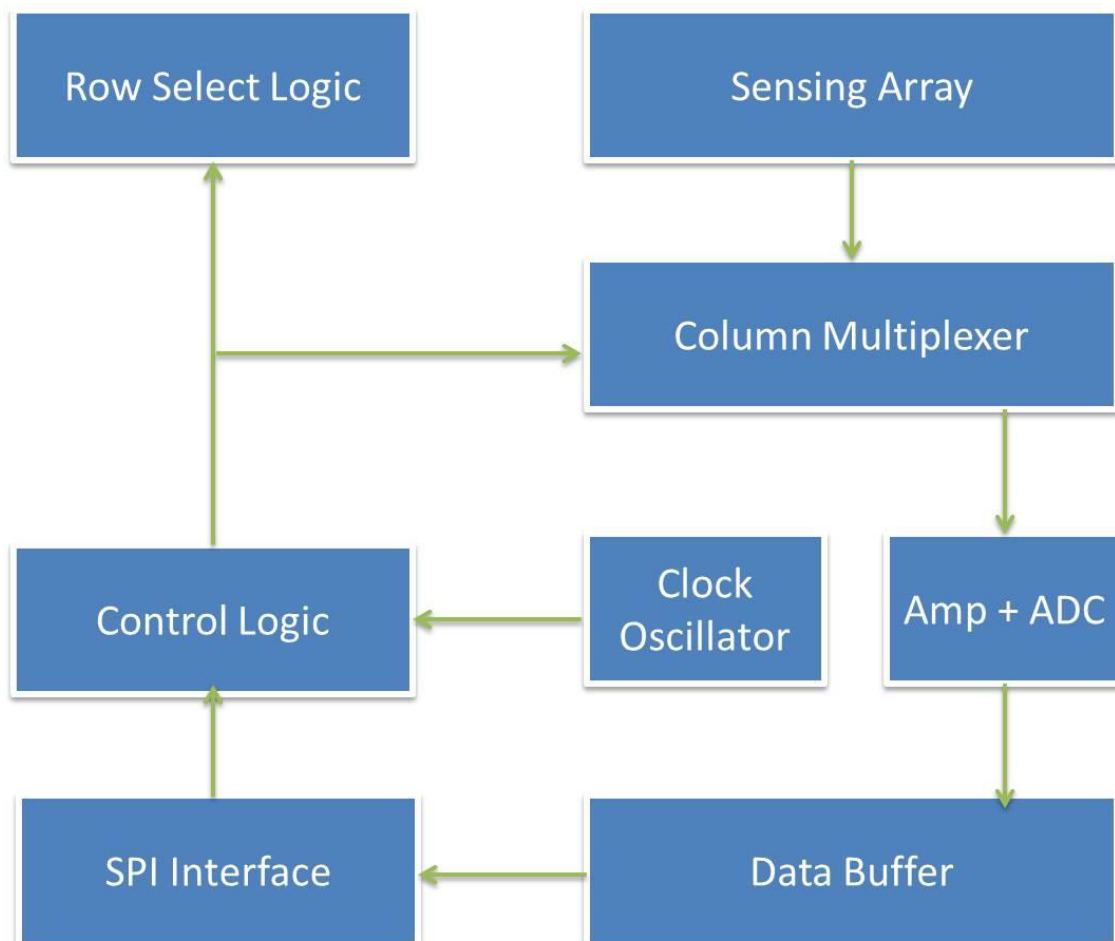 Row Select Logic
Sensing Array
Column Multiplexer
Control Logic
Clock
Oscillator
Amp + ADC
SPI Interface
Data Buffer